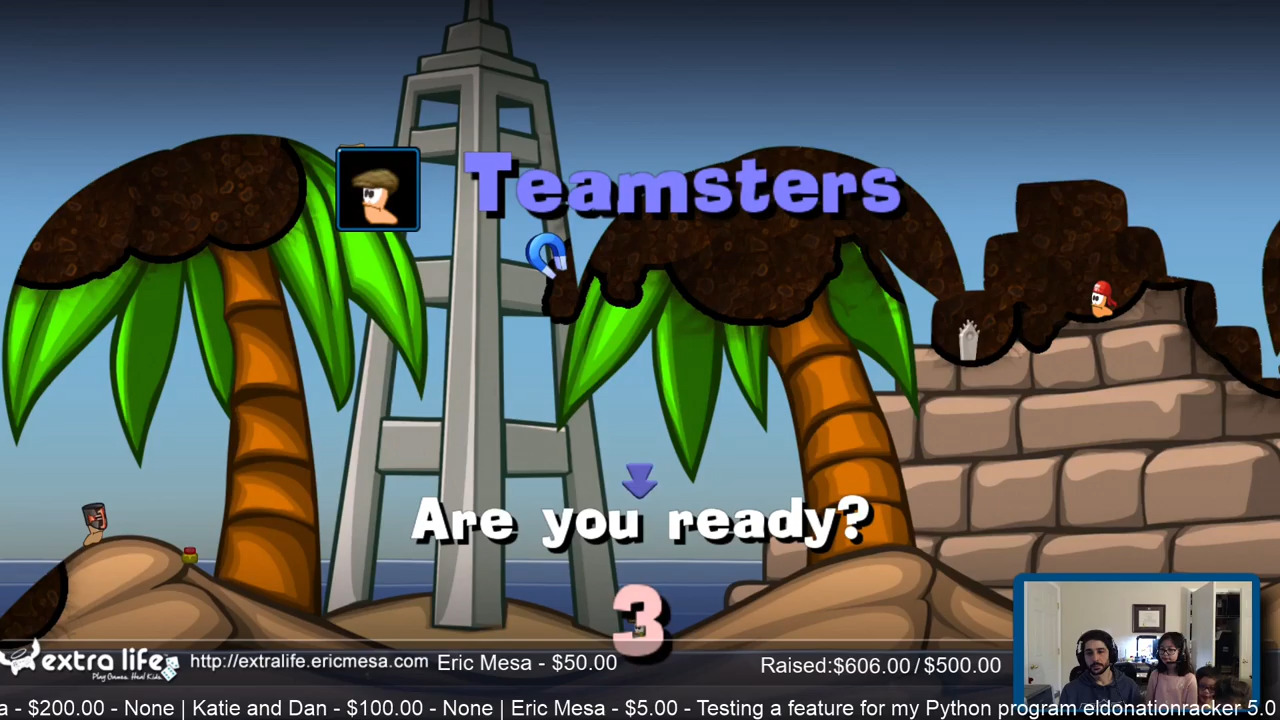 Teamsters
Are you ready?
3
extra life
Play Games. Heal Kids.
http://extralife.ericmesa.com Eric Mesa - $50.00
Raised:$606.00 / $500.00
a - $200.00 - None | Katie and Dan - $100.00 - None | Eric Mesa - $5.00 - Testing a feature for my Python program eldonationracker 5.0